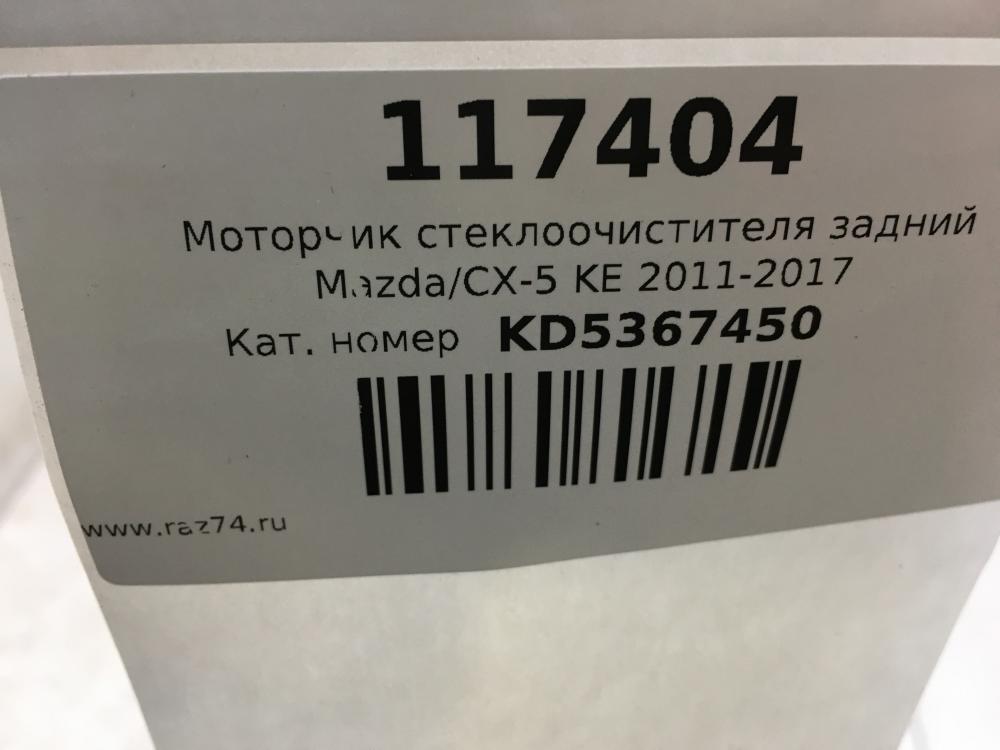 117404
Моторчик стеклоочистителя задний
Mazda/CX-5 KE 2011-2017
Кат. номер KD5367450
www.raz74.ru